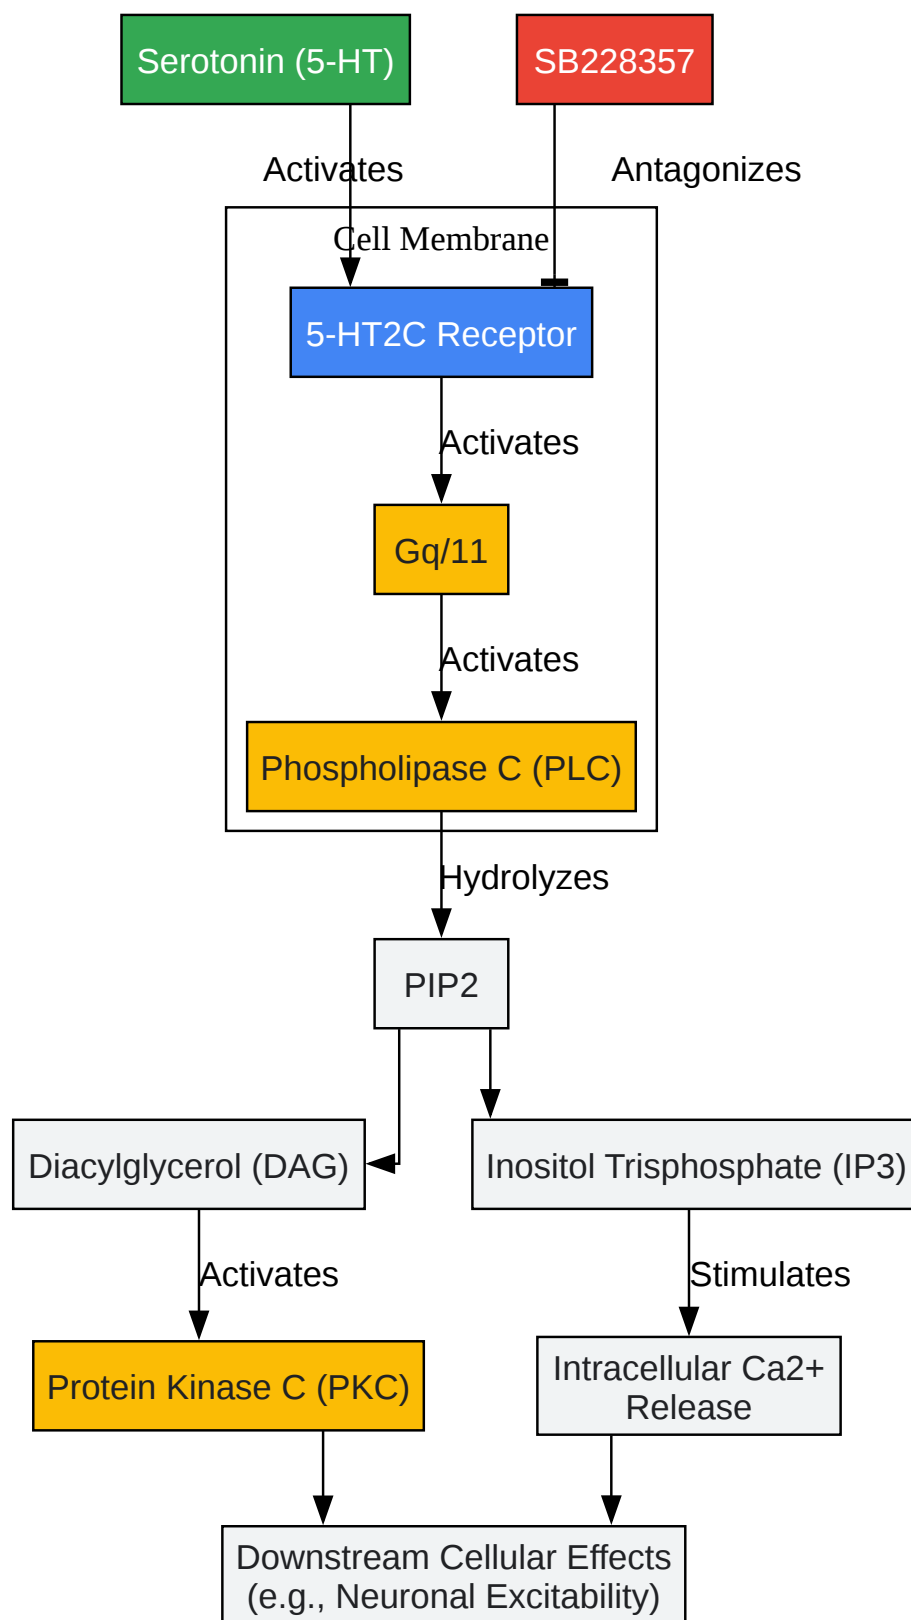 Serotonin (5-HT)
SB228357
Activates
Antagonizes
Cell Membrane
5-HT2C Receptor
Activates
Gq/11
Activates
Phospholipase C (PLC)
Hydrolyzes
PIP2
Diacylglycerol (DAG)
Inositol Trisphosphate (IP3)
Activates
Stimulates
Protein Kinase C (PKC)
Intracellular Ca2+
Release
Downstream Cellular Effects
(e.g., Neuronal Excitability)